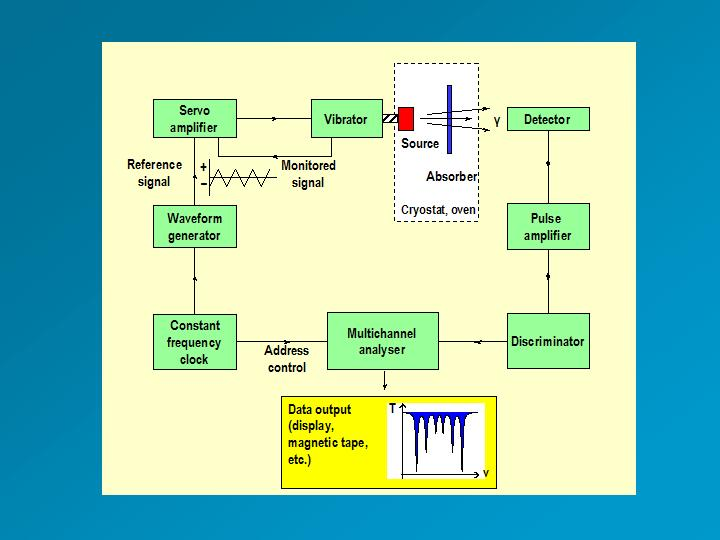 Servo
amplifier
Vibrator
Source
Absorber
Cryostat, oven
γ
Detector
Reference
signal
+
−
Monitored
signal
Waveform
generator
Pulse
amplifier
Constant
frequency
clock
Address
control
Multichannel
analyser
Discriminator
Data output
(display,
magnetic tape,
etc.)
T
v